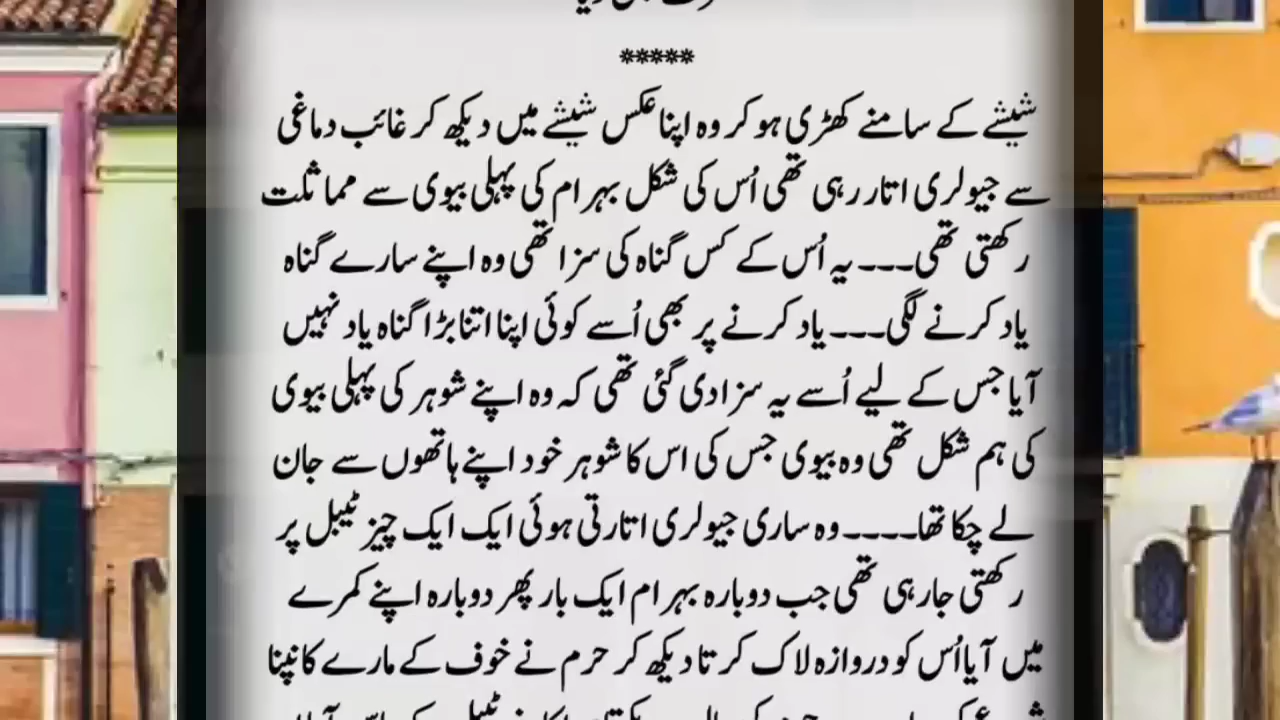 *****
شیشے کے سامنے کھڑی ہو کر وہ اپنا عکس شیشے میں دیکھ کر غائب دماغی
سے جیولری اتار رہی تھی اُس کی شکل بہرام کی پہلی بیوی سے مماثلت
رکھتی تھی۔۔۔ یہ اُس کے کس گناہ کی سزا تھی وہ اپنے سارے گناہ
یاد کرنے لگی۔۔۔ یاد کرنے پر بھی اُسے کوئی اپنا اتنا بڑا گناہ یاد نہیں
آیا جس کے لیے اُسے یہ سزا دی گئی تھی کہ وہ اپنے شوہر کی پہلی بیوی
کی ہم شکل تھی وہ بیوی جس کی اس کا شوہر خود اپنے ہاتھوں سے جان
لے چکا تھا۔۔۔۔ وہ ساری جیولری اتارتی ہوئی ایک ایک چیز ٹیبل پر
رکھتی جا رہی تھی جب دوبارہ بہرام ایک بار پھر دوبارہ اپنے کمرے
میں آیا اُس کو دروازہ لاک کرتا دیکھ کر حرم نے خوف کے مارے کانپنا